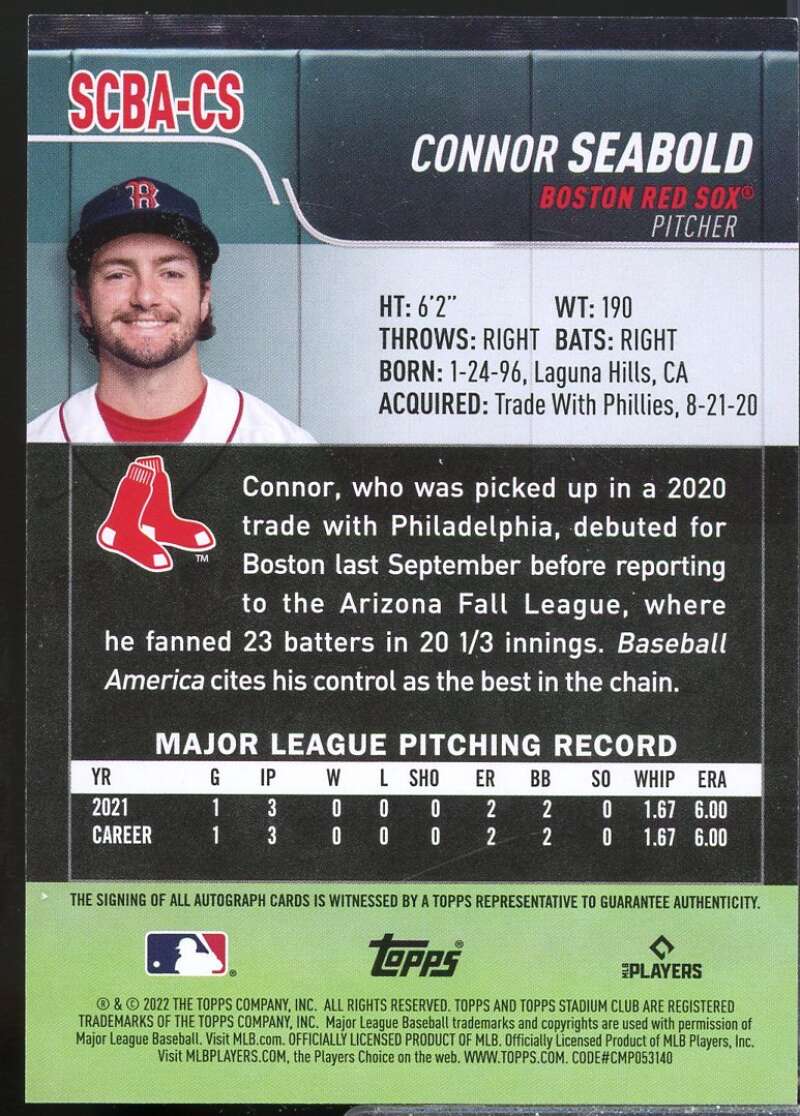 SCBA-CS
CONNOR SEABOLD
BOSTON RED SOX®
PITCHER
B
HT: 6'2" WT: 190
THROWS: RIGHT BATS: RIGHT
BORN: 1-24-96, Laguna Hills, CA
ACQUIRED: Trade With Phillies, 8-21-20
Connor, who was picked up in a 2020
trade with Philadelphia, debuted for
Boston last September before reporting
to the Arizona Fall League, where
he fanned 23 batters in 20 1/3 innings. Baseball
America cites his control as the best in the chain.
TM
MAJOR LEAGUE PITCHING RECORD
YR G IP W L SHO ER BB SO WHIP ERA
2021 1 3 0 0 0 2 2 0 1.67 6.00
CAREER 1 3 0 0 0 2 2 0 1.67 6.00
THE SIGNING OF ALL AUTOGRAPH CARDS IS WITNESSED BY A TOPPS REPRESENTATIVE TO GUARANTEE AUTHENTICITY.
® Topps® MLB PLAYERS
® & © 2022 THE TOPPS COMPANY, INC. ALL RIGHTS RESERVED. TOPPS AND TOPPS STADIUM CLUB ARE REGISTERED
TRADEMARKS OF THE TOPPS COMPANY, INC. Major League Baseball trademarks and copyrights are used with permission of
Major League Baseball. Visit MLB.com. OFFICIALLY LICENSED PRODUCT OF MLB. Officially Licensed Product of MLB Players, Inc.
Visit MLBPLAYERS.COM, the Players Choice on the web. WWW.TOPPS.COM. CODE#CMP053140